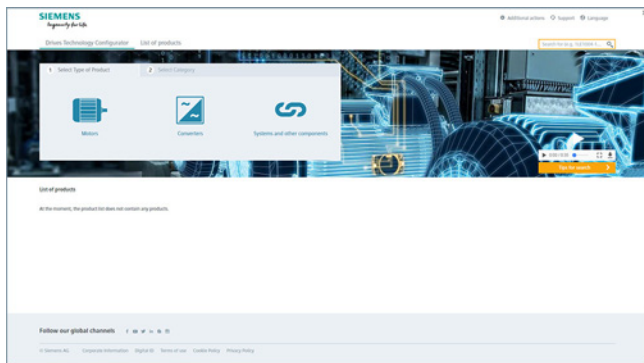 SIEMENS
Ingenuity for life
Additional actions Support Language
Drives Technology Configurator List of products
1 Select Type of Product 2 Select Category
Motors Converters Systems and other components
Tips for search
List of products
At the moment, the product list does not contain any products.
Follow our global channels
© Siemens AG Corporate Information Digital ID Terms of use Cookie Policy Privacy Policy